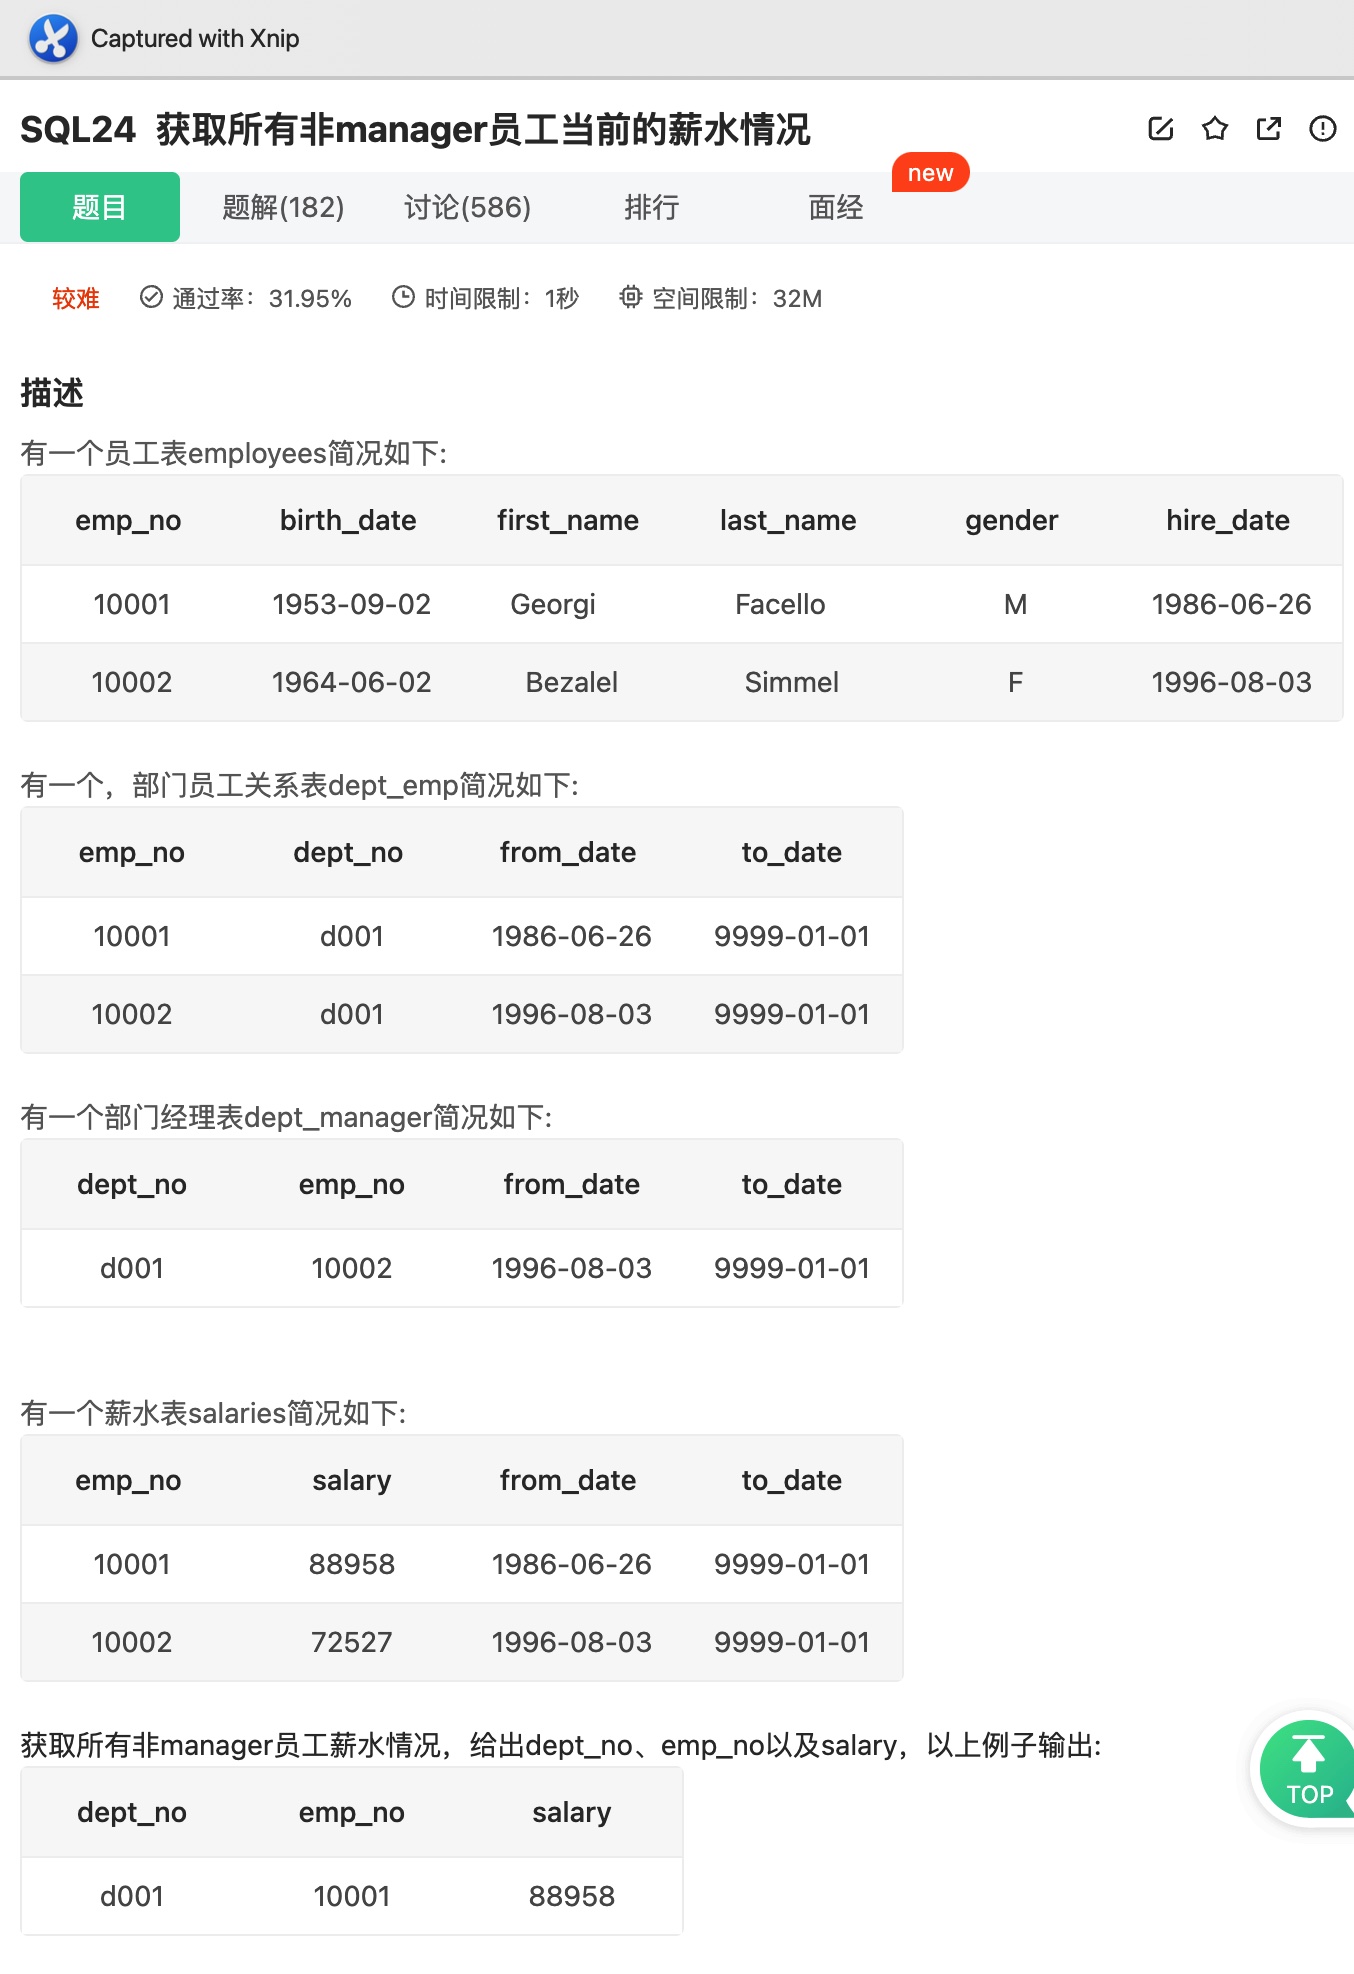 Captured with Xnip
SQL24 获取所有非manager员工当前的薪水情况
题目 题解(182) 讨论(586) 排行 面经 new
较难 通过率：31.95% 时间限制：1秒 空间限制：32M
描述
有一个员工表employees简况如下:
emp_no birth_date first_name last_name gender hire_date
10001 1953-09-02 Georgi Facello M 1986-06-26
10002 1964-06-02 Bezalel Simmel F 1996-08-03
有一个，部门员工关系表dept_emp简况如下:
emp_no dept_no from_date to_date
10001 d001 1986-06-26 9999-01-01
10002 d001 1996-08-03 9999-01-01
有一个部门经理表dept_manager简况如下:
dept_no emp_no from_date to_date
d001 10002 1996-08-03 9999-01-01
有一个薪水表salaries简况如下:
emp_no salary from_date to_date
10001 88958 1986-06-26 9999-01-01
10002 72527 1996-08-03 9999-01-01
获取所有非manager员工薪水情况，给出dept_no、emp_no以及salary，以上例子输出:
TOP
dept_no emp_no salary
d001 10001 88958